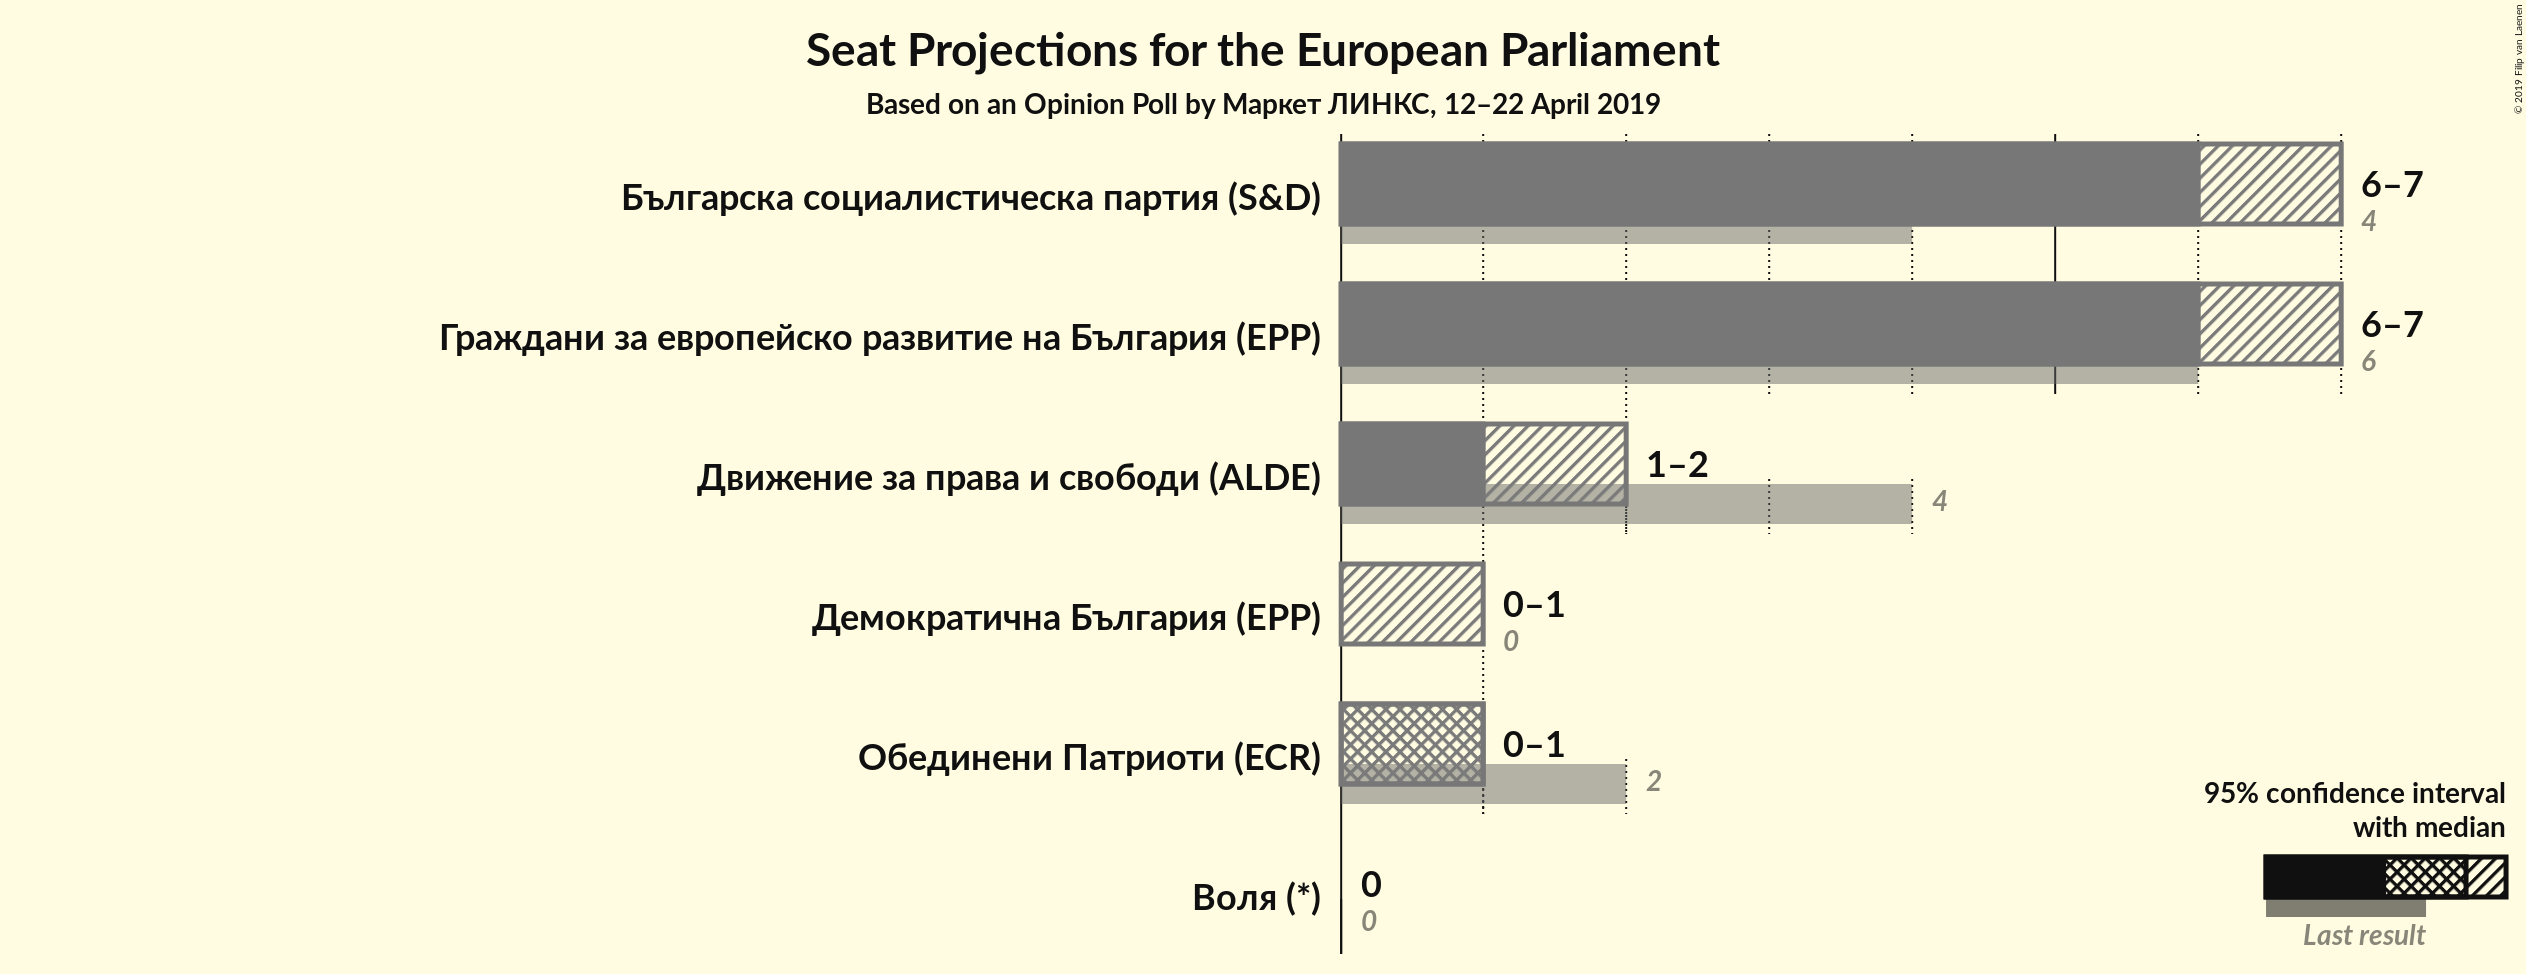 Seat Projections for the European Parliament
Based on an Opinion Poll by Маркет ЛИНКС, 12–22 April 2019
© 2019 Filip van Laenen
Българска социалистическа партия (S&D)
6–7
4
Граждани за европейско развитие на България (EPP)
6–7
6
Движение за права и свободи (ALDE)
1–2
4
Демократична България (EPP)
0–1
0
Обединени Патриоти (ECR)
0–1
2
Воля (*)
0
0
95% confidence interval
with median
Last result